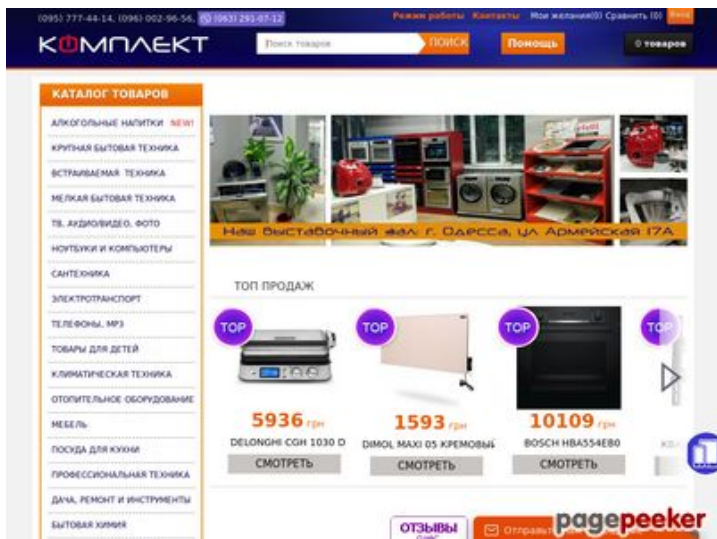 (095) 777-44-14, (096) 002-96-56, (063) 291-07-12
Режим работы Контакты Мои желания(0) Сравнить (0) Вход
КОМПЛЕКТ
Поиск товаров
ПОИСК
Помощь
0 товаров
КАТАЛОГ ТОВАРОВ
АЛКОГОЛЬНЫЕ НАПИТКИ NEW!
КРУПНАЯ БЫТОВАЯ ТЕХНИКА
ВСТРАИВАЕМАЯ ТЕХНИКА
МЕЛКАЯ БЫТОВАЯ ТЕХНИКА
ТВ, АУДИО/ВИДЕО, ФОТО
НОУТБУКИ И КОМПЬЮТЕРЫ
САНТЕХНИКА
ЭЛЕКТРОТРАНСПОРТ
ТЕЛЕФОНЫ, MP3
ТОВАРЫ ДЛЯ ДЕТЕЙ
КЛИМАТИЧЕСКАЯ ТЕХНИКА
ОТОПИТЕЛЬНОЕ ОБОРУДОВАНИЕ
МЕБЕЛЬ
ПОСУДА ДЛЯ КУХНИ
ПРОФЕССИОНАЛЬНАЯ ТЕХНИКА
ДАЧА, РЕМОНТ И ИНСТРУМЕНТЫ
БЫТОВАЯ ХИМИЯ
Наш выставочный зал: г. Одесса, ул Армейская 17А
ТОП ПРОДАЖ
TOP TOP TOP TOP
5936 грн
DELONGHI CGH 1030 D
СМОТРЕТЬ
1593 грн
DIMOL MAXI 05 КРЕМОВЫЙ
СМОТРЕТЬ
10109 грн
BOSCH HBA554EB0
СМОТРЕТЬ
ОТЗЫВЫ
pagepeeker